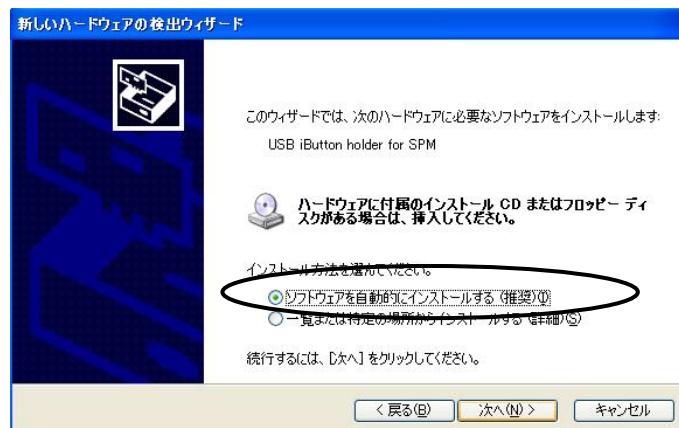 新しいハードウェアの検出ウィザード
このウィザードでは、次のハードウェアに必要なソフトウェアをインストールします:
USB iButton holder for SPM
ハードウェアに付属のインストール CD またはフロッピー ディ
スクがある場合は、挿入してください。
インストール方法を選んでください。
ソフトウェアを自動的にインストールする (推奨)(I)
一覧または特定の場所からインストールする (詳細)(S)
続行するには、[次へ] をクリックしてください。
< 戻る(B)
次へ(N) >
キャンセル